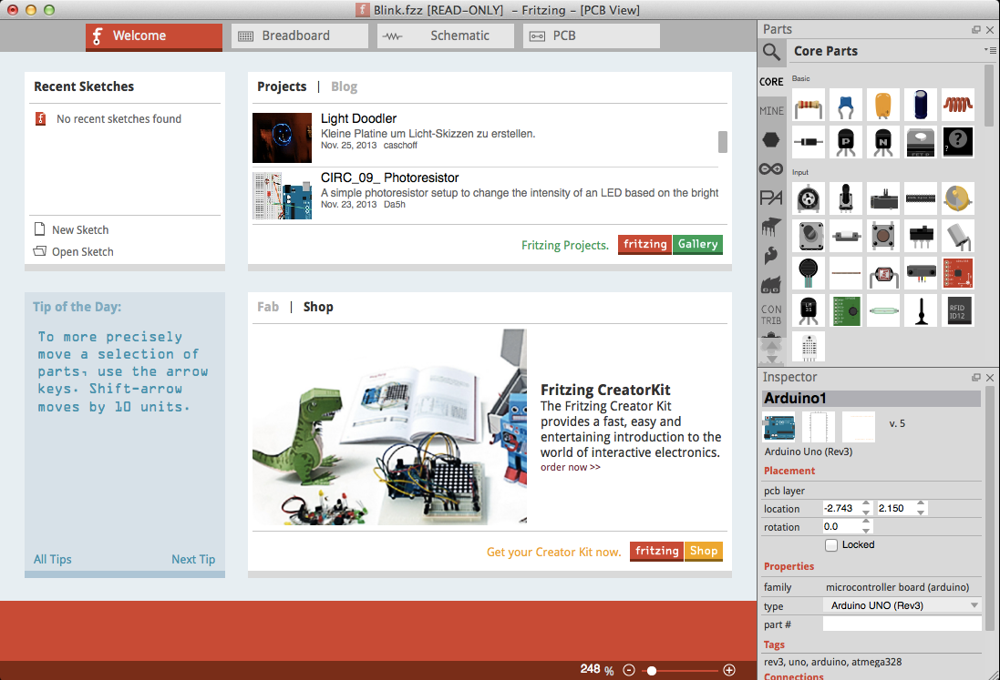 Blink.fzz [READ-ONLY] - Fritzing - [PCB View]
Welcome
Breadboard
Schematic
PCB
Recent Sketches
No recent sketches found
New Sketch
Open Sketch
Projects | Blog
Light Doodler
Kleine Platine um Licht-Skizzen zu erstellen.
Nov. 25, 2013 caschoff
CIRC_09_ Photoresistor
A simple photoresistor setup to change the intensity of an LED based on the bright
Nov. 23, 2013 Da5h
Fritzing Projects. fritzing Gallery
Tip of the Day:
To more precisely
move a selection of
parts, use the arrow
keys. Shift-arrow
moves by 10 units.
All Tips
Next Tip
Fab | Shop
Fritzing CreatorKit
The Fritzing Creator Kit
provides a fast, easy and
entertaining introduction to the
world of interactive electronics.
order now >>
Get your Creator Kit now. fritzing Shop
248 %
Parts
Core Parts
CORE
MINE
PA
CON
TRIB
Basic
P
N
?
?
Input
LM
35
RFID
ID12
Inspector
Arduino1
v. 5
Arduino Uno (Rev3)
Placement
pcb layer
location -2.743 2.150
rotation 0.0
Locked
Properties
family microcontroller board (arduino)
type Arduino UNO (Rev3)
part #
Tags
rev3, uno, arduino, atmega328
Connections